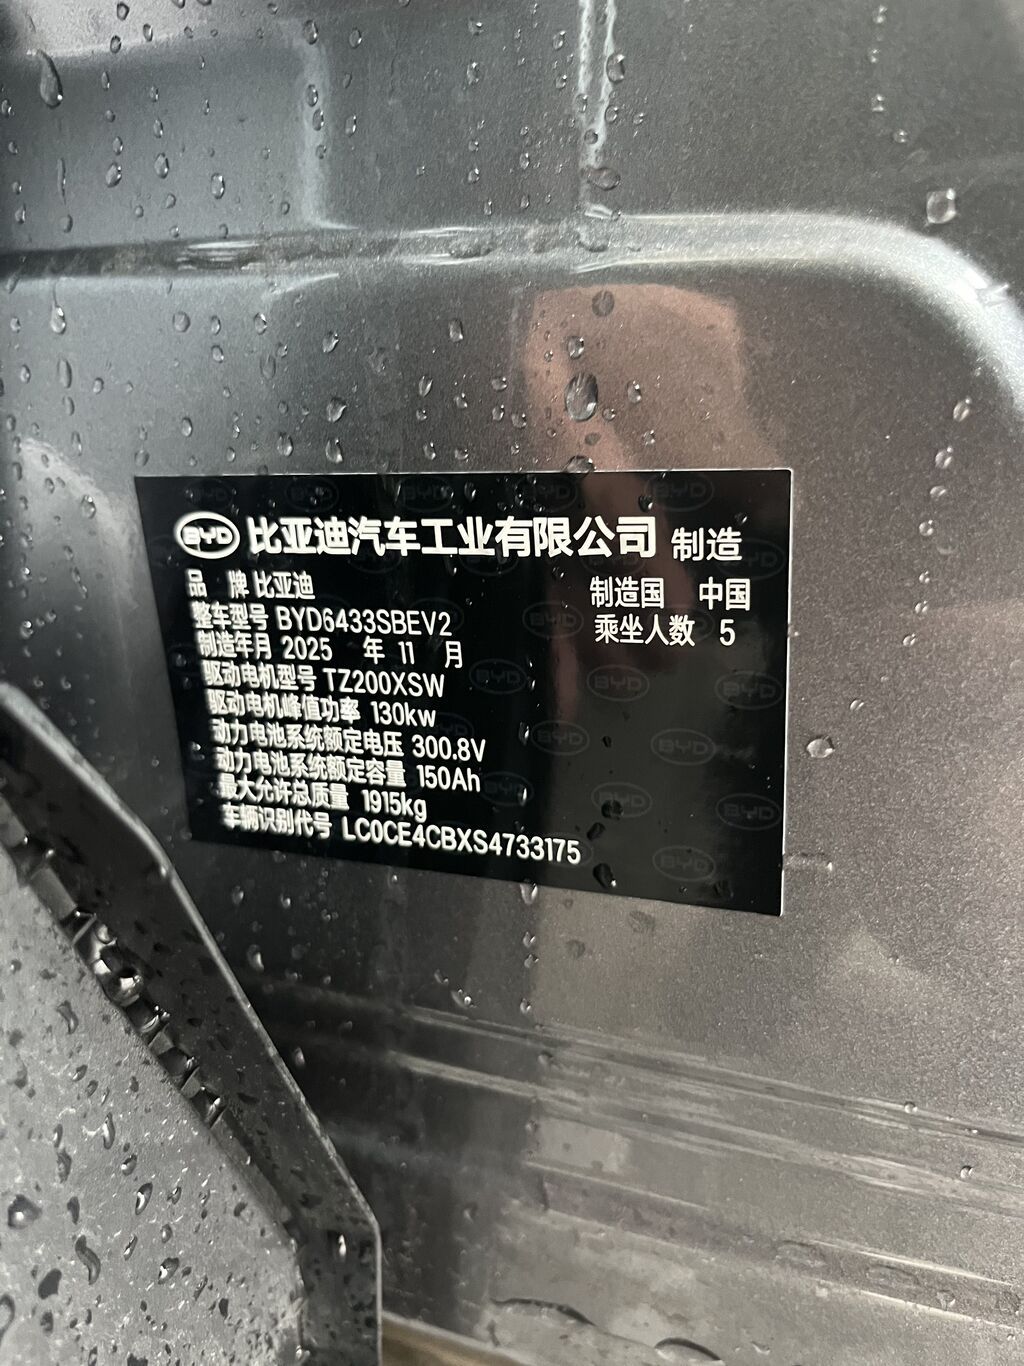 BYD 比亚迪汽车工业有限公司 制造
品 牌 比亚迪 制造国 中国
整车型号 BYD6433SBEV2 乘坐人数 5
制造年月 2025 年 11 月
驱动电机型号 TZ200XSW
驱动电机峰值功率 130kw
动力电池系统额定电压 300.8V
动力电池系统额定容量 150Ah
最大允许总质量 1915kg
车辆识别代号 LC0CE4CBXS4733175